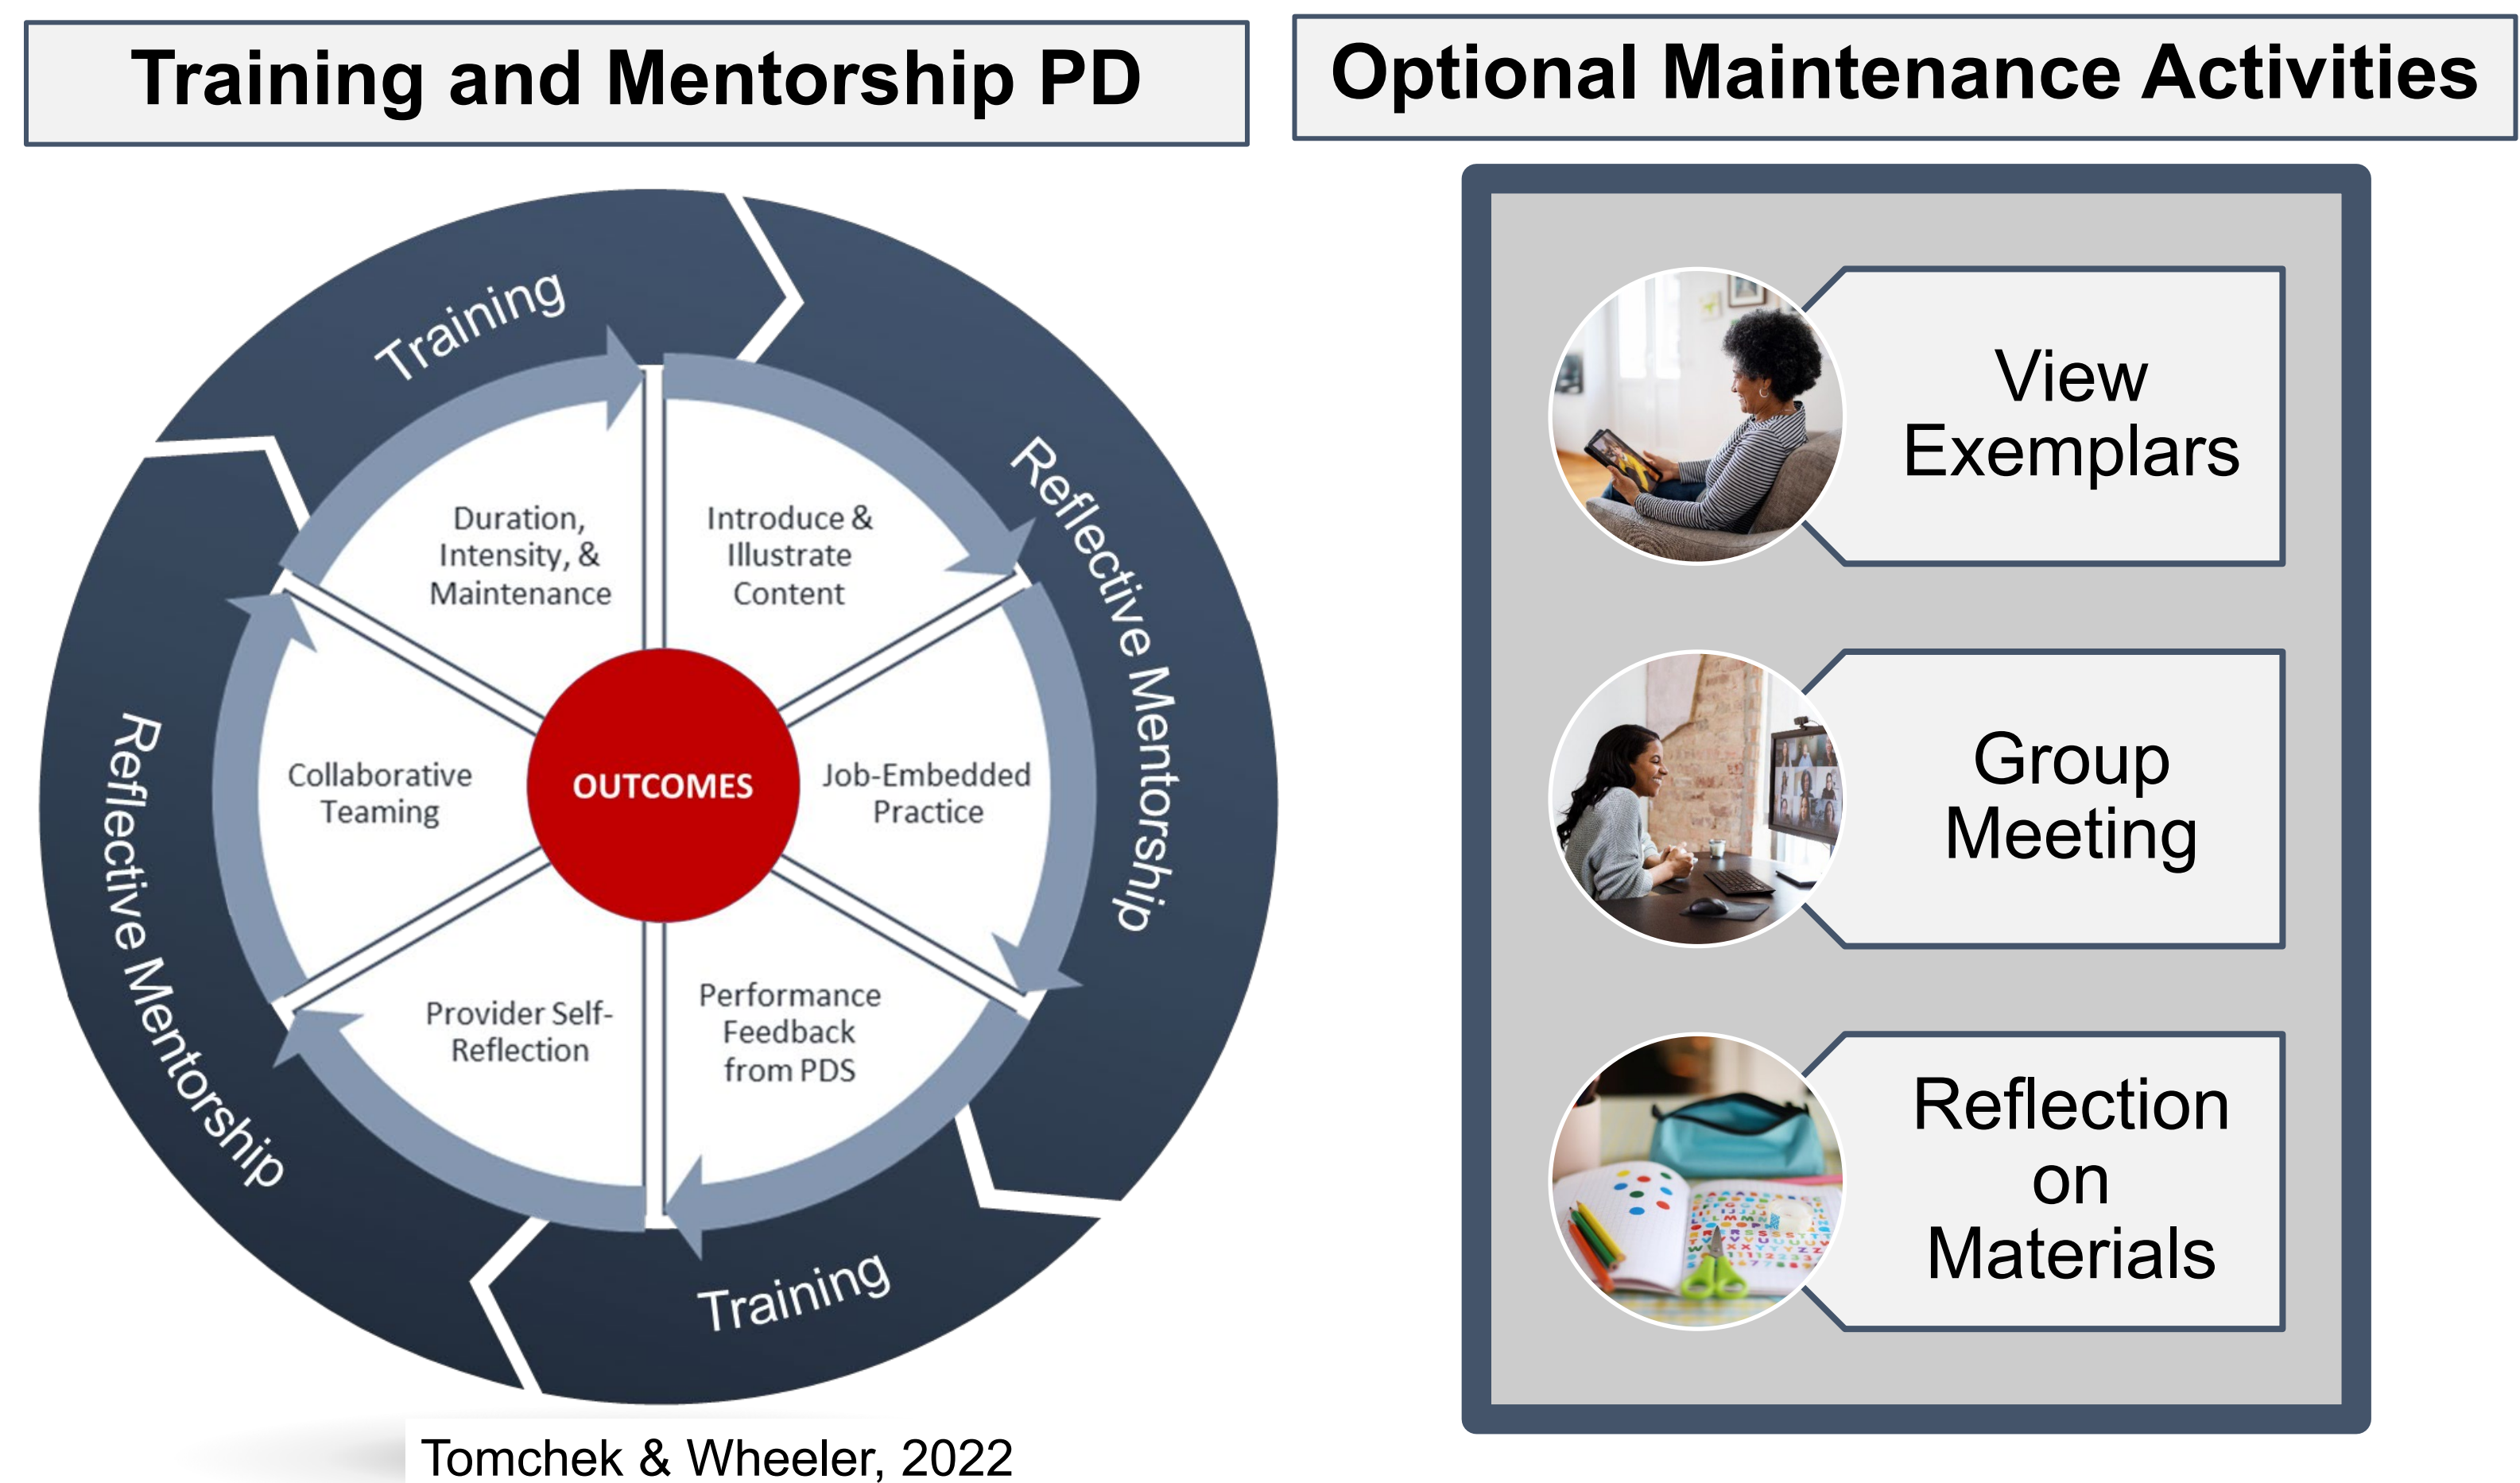 Training and Mentorship PD
Optional Maintenance Activities
Training
Reflective Mentorship
Training
Reflective Mentorship
Duration,
Intensity, &
Maintenance
Introduce &
Illustrate
Content
Collaborative
Teaming
OUTCOMES
Job-Embedded
Practice
Provider Self-
Reflection
Performance
Feedback
from PDS
Tomchek & Wheeler, 2022
View
Exemplars
Group
Meeting
Reflection
on
Materials